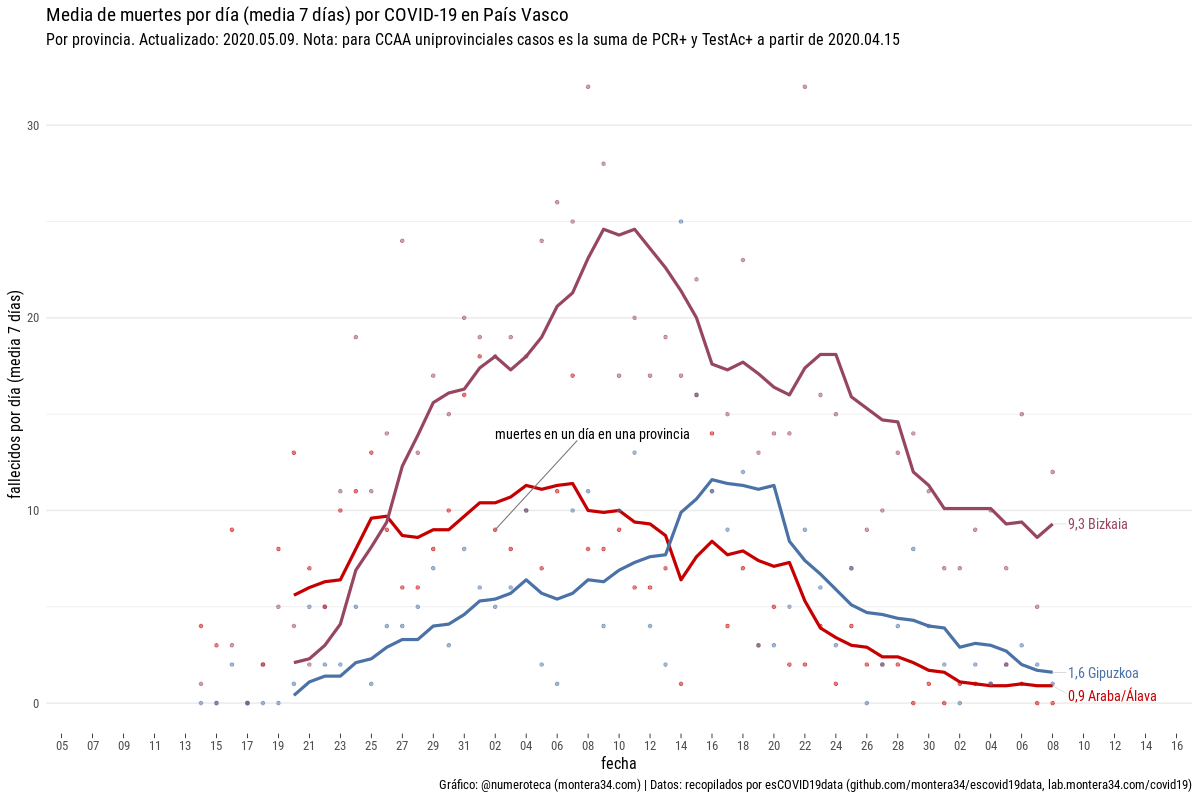 Media de muertes por día (media 7 días) por COVID-19 en País Vasco
Por provincia. Actualizado: 2020.05.09. Nota: para CCAA uniprovinciales casos es la suma de PCR+ y TestAc+ a partir de 2020.04.15
fallecidos por día (media 7 días)
30
20
10
0
muertes en un día en una provincia
9,3 Bizkaia
1,6 Gipuzkoa
0,9 Araba/Álava
05 07 09 11 13 15 17 19 21 23 25 27 29 31 02 04 06 08 10 12 14 16 18 20 22 24 26 28 30 02 04 06 08 10 12 14 16
fecha
Gráfico: @numeroteca (montera34.com) | Datos: recopilados por esCOVID19data (github.com/montera34/escovid19data, lab.montera34.com/covid19)